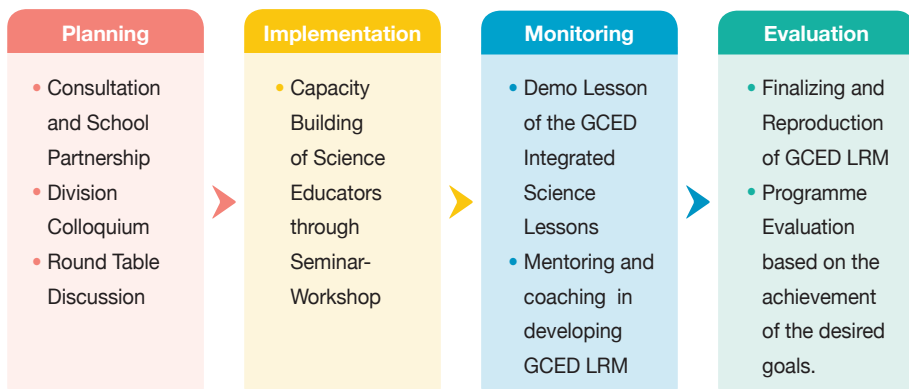 Planning
• Consultation
and School
Partnership
• Division
Colloquium
• Round Table
Discussion
Implementation
• Capacity
Building
of Science
Educators
through
Seminar-
Workshop
Monitoring
• Demo Lesson
of the GCED
Integrated
Science
Lessons
• Mentoring and
coaching in
developing
GCED LRM
Evaluation
• Finalizing and
Reproduction
of GCED LRM
• Programme
Evaluation
based on the
achievement
of the desired
goals.